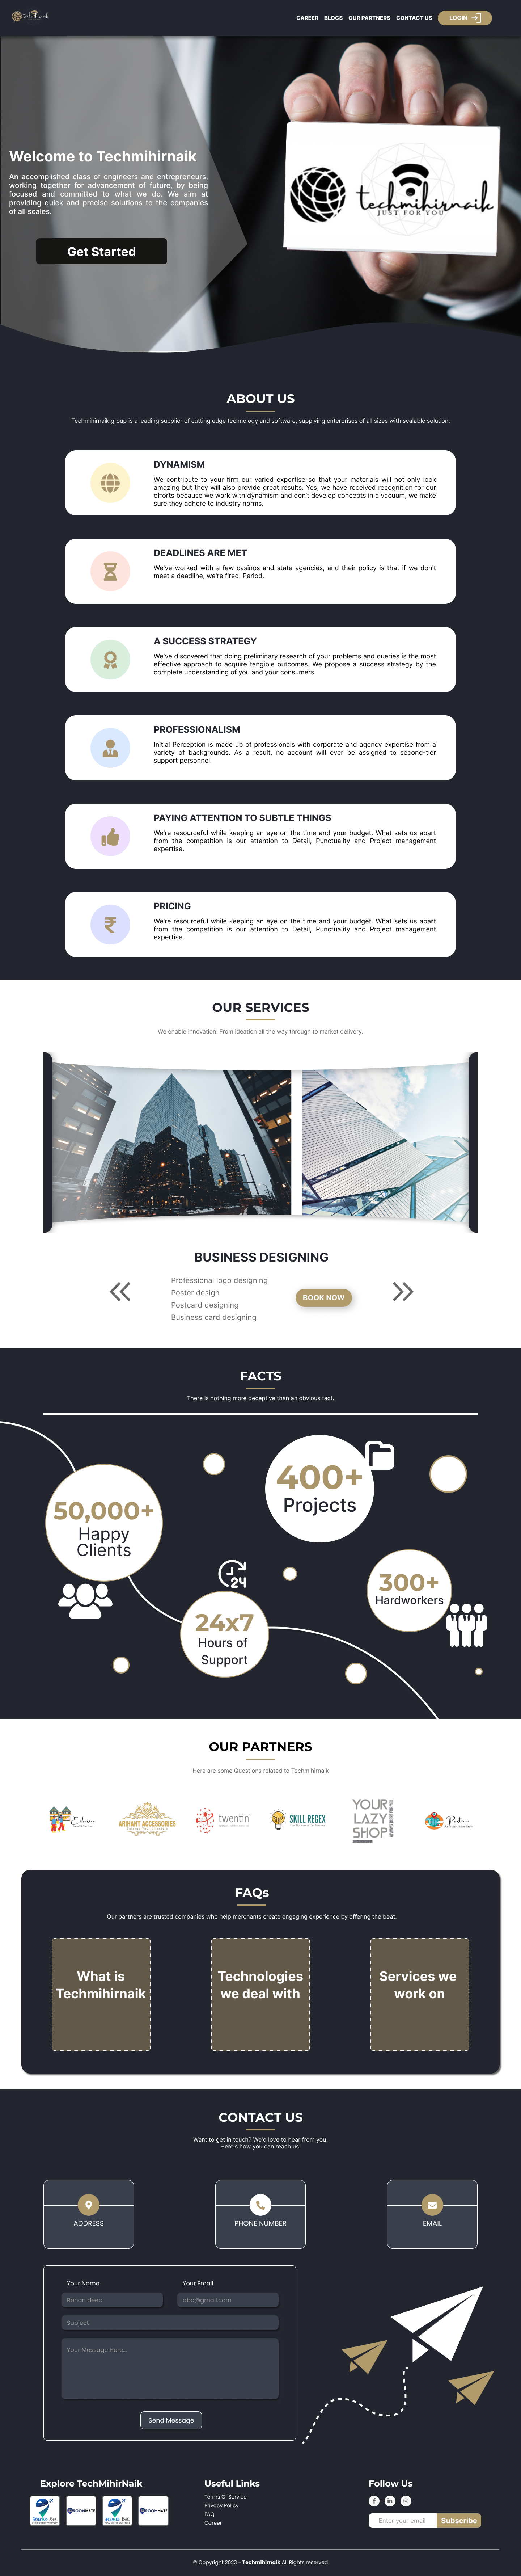 techmihirnaik
CAREER BLOGS OUR PARTNERS CONTACT US LOGIN
Welcome to Techmihirnaik
An accomplished class of engineers and entrepreneurs,
working together for advancement of future, by being
focused and committed to what we do. We aim at
providing quick and precise solutions to the companies
of all scales.
Get Started
techmihirnaik
JUST FOR YOU
ABOUT US
Techmihirnaik group is a leading supplier of cutting edge technology and software, supplying enterprises of all sizes with scalable solution.
DYNAMISM
We contribute to your firm our varied expertise so that your materials will not only look
amazing but they will also provide great results. Yes, we have received recognition for our
efforts because we work with dynamism and don't develop concepts in a vacuum, we make
sure they adhere to industry norms.
DEADLINES ARE MET
We've worked with a few casinos and state agencies, and their policy is that if we don't
meet a deadline, we're fired. Period.
A SUCCESS STRATEGY
We've discovered that doing preliminary research of your problems and queries is the most
effective approach to acquire tangible outcomes. We propose a success strategy by the
complete understanding of you and your consumers.
PROFESSIONALISM
Initial Perception is made up of professionals with corporate and agency expertise from a
variety of backgrounds. As a result, no account will ever be assigned to second-tier
support personnel.
PAYING ATTENTION TO SUBTLE THINGS
We're resourceful while keeping an eye on the time and your budget. What sets us apart
from the competition is our attention to Detail, Punctuality and Project management
expertise.
PRICING
We're resourceful while keeping an eye on the time and your budget. What sets us apart
from the competition is our attention to Detail, Punctuality and Project management
expertise.
OUR SERVICES
We enable innovation! From ideation all the way through to market delivery.
BUSINESS DESIGNING
Professional logo designing
Poster design
Postcard designing
Business card designing
BOOK NOW
FACTS
There is nothing more deceptive than an obvious fact.
50,000+
Happy
Clients
400+
Projects
24
24x7
Hours of
Support
300+
Hardworkers
OUR PARTNERS
Here are some Questions related to Techmihirnaik
ARIHANT ACCESSORIES
twentin
SKILL REGEX
YOUR
LAZY
SHOP
FAQs
Our partners are trusted companies who help merchants create engaging experience by offering the beat.
What is
Techmihirnaik
Technologies
we deal with
Services we
work on
CONTACT US
Want to get in touch? We'd love to hear from you.
Here's how you can reach us.
ADDRESS
PHONE NUMBER
EMAIL
Your Name
Your Email
Rohan deep
abc@gmail.com
Subject
Your Message Here...
Send Message
Explore TechMihirNaik
Service But
ROOMMATE
Service But
ROOMMATE
Useful Links
Terms Of Service
Privacy Policy
FAQ
Career
Follow Us
Enter your email Subscribe
© Copyright 2023 - Techmihirnaik All Rights reserved